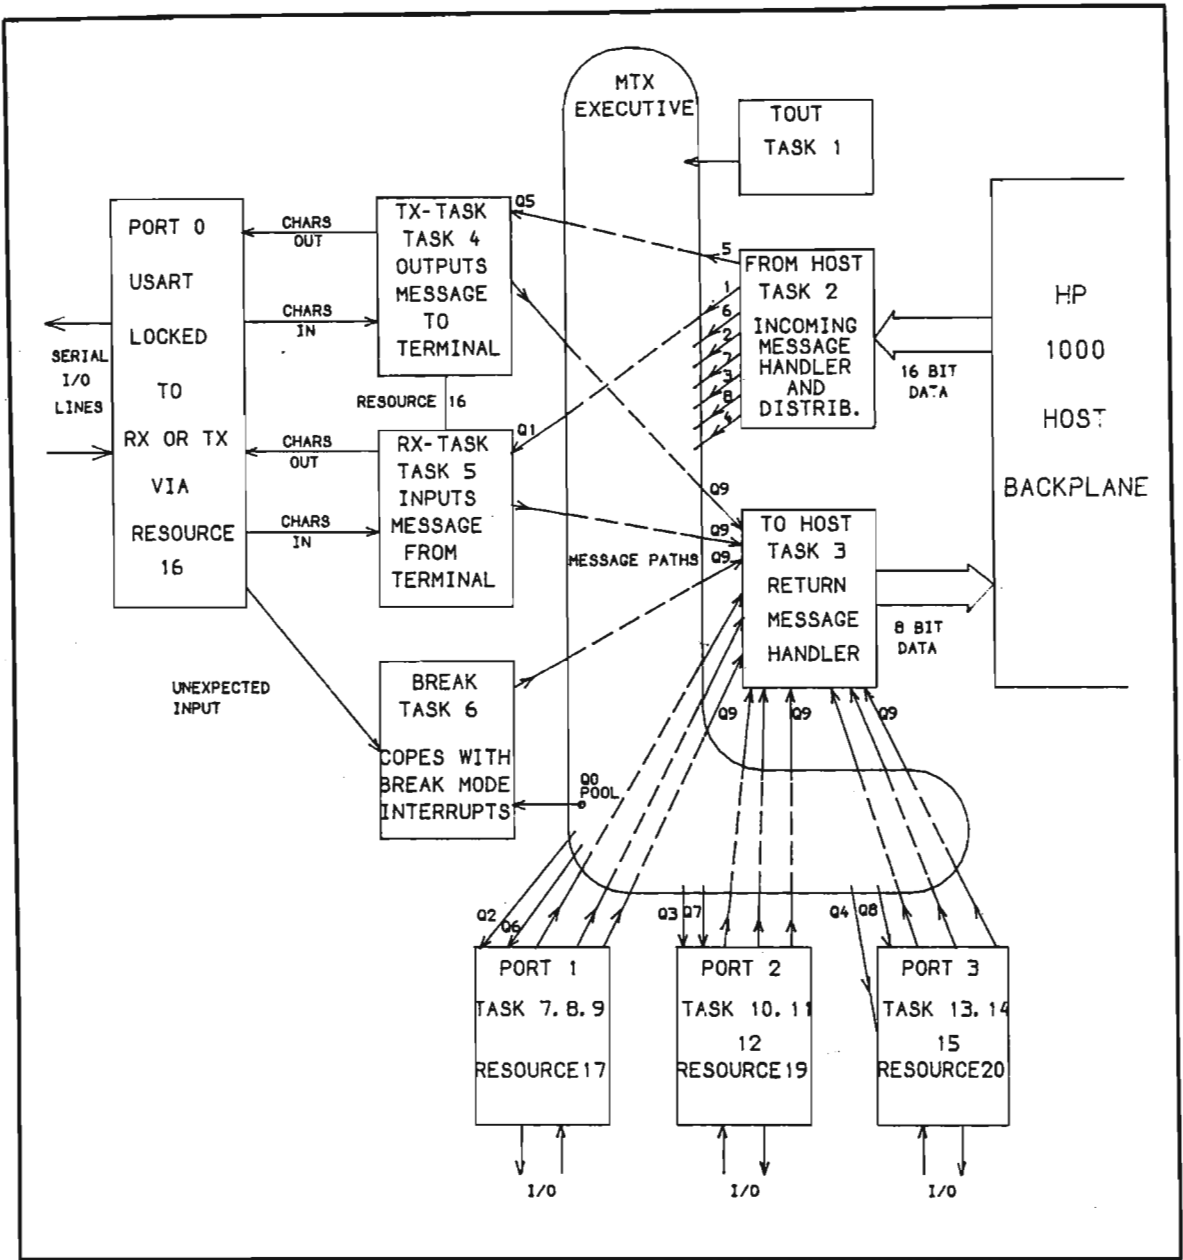 MTX
EXECUTIVE
TOUT
TASK 1
PORT 0
USART
LOCKED
TO
RX OR TX
VIA
RESOURCE
16
SERIAL
I/O
LINES
CHARS
OUT
CHARS
IN
CHARS
OUT
CHARS
IN
TX-TASK
TASK 4
OUTPUTS
MESSAGE
TO
TERMINAL
RESOURCE 16
RX-TASK
TASK 5
INPUTS
MESSAGE
FROM
TERMINAL
Q5
Q1
5
1
6
2
7
3
8
4
FROM HOST
TASK 2
INCOMING
MESSAGE
HANDLER
AND
DISTRIB.
16 BIT
DATA
HP
1000
HOST
BACKPLANE
Q9
Q9
Q9
MESSAGE PATHS
TO HOST
TASK 3
RETURN
MESSAGE
HANDLER
8 BIT
DATA
UNEXPECTED
INPUT
BREAK
TASK 6
COPES WITH
BREAK MODE
INTERRUPTS
Q0
POOL
Q9
Q9
Q9
Q2
Q6
Q3
Q7
Q4
Q8
PORT 1
TASK 7.8.9
RESOURCE17
I/O
PORT 2
TASK 10.11
12
RESOURCE19
I/O
PORT 3
TASK 13.14
15
RESOURCE20
I/O